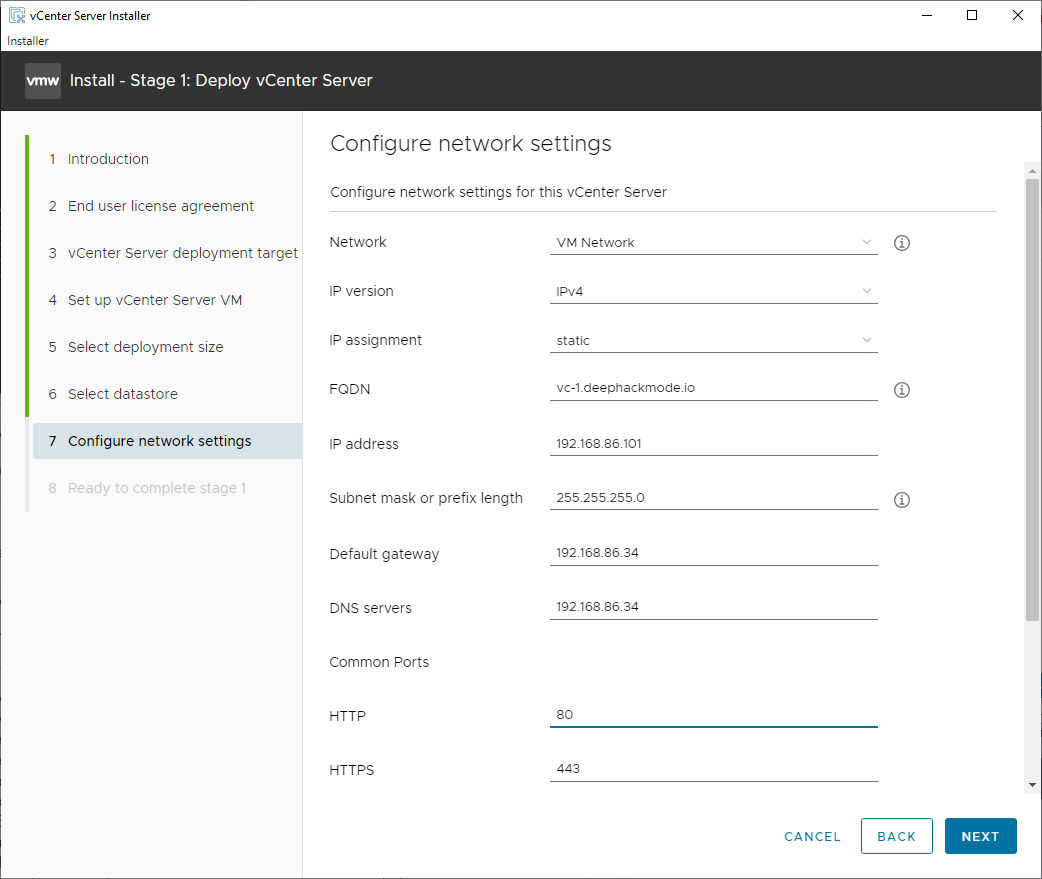 vCenter Server Installer
Installer
vmw Install - Stage 1: Deploy vCenter Server
1 Introduction
2 End user license agreement
3 vCenter Server deployment target
4 Set up vCenter Server VM
5 Select deployment size
6 Select datastore
7 Configure network settings
8 Ready to complete stage 1
Configure network settings
Configure network settings for this vCenter Server
Network VM Network
IP version IPv4
IP assignment static
FQDN vc-1.deephackmode.io
IP address 192.168.86.101
Subnet mask or prefix length 255.255.255.0
Default gateway 192.168.86.34
DNS servers 192.168.86.34
Common Ports
HTTP 80
HTTPS 443
CANCEL BACK NEXT